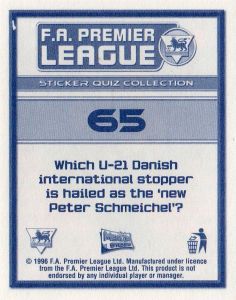 F.A. PREMIER
LEAGUE
STICKER QUIZ COLLECTION
65
Which U-21 Danish
international stopper
is hailed as the 'new
Peter Schmeichel'?
© 1996 F.A. Premier League Ltd. Manufactured under licence
from the F.A. Premier League Ltd. This product is not
endorsed by any individual player or manager.